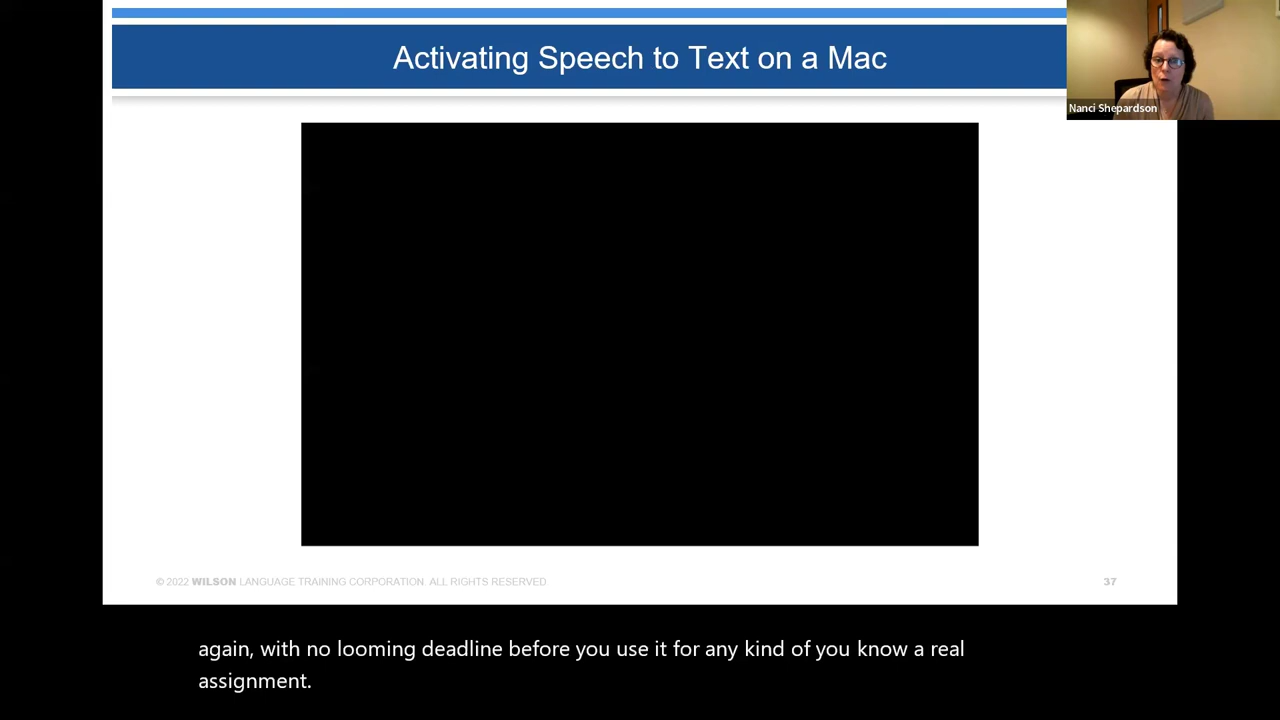 Activating Speech to Text on a Mac
Nanci Shepardson
© 2022 WILSON LANGUAGE TRAINING CORPORATION. ALL RIGHTS RESERVED
37
again, with no looming deadline before you use it for any kind of you know a real
assignment.